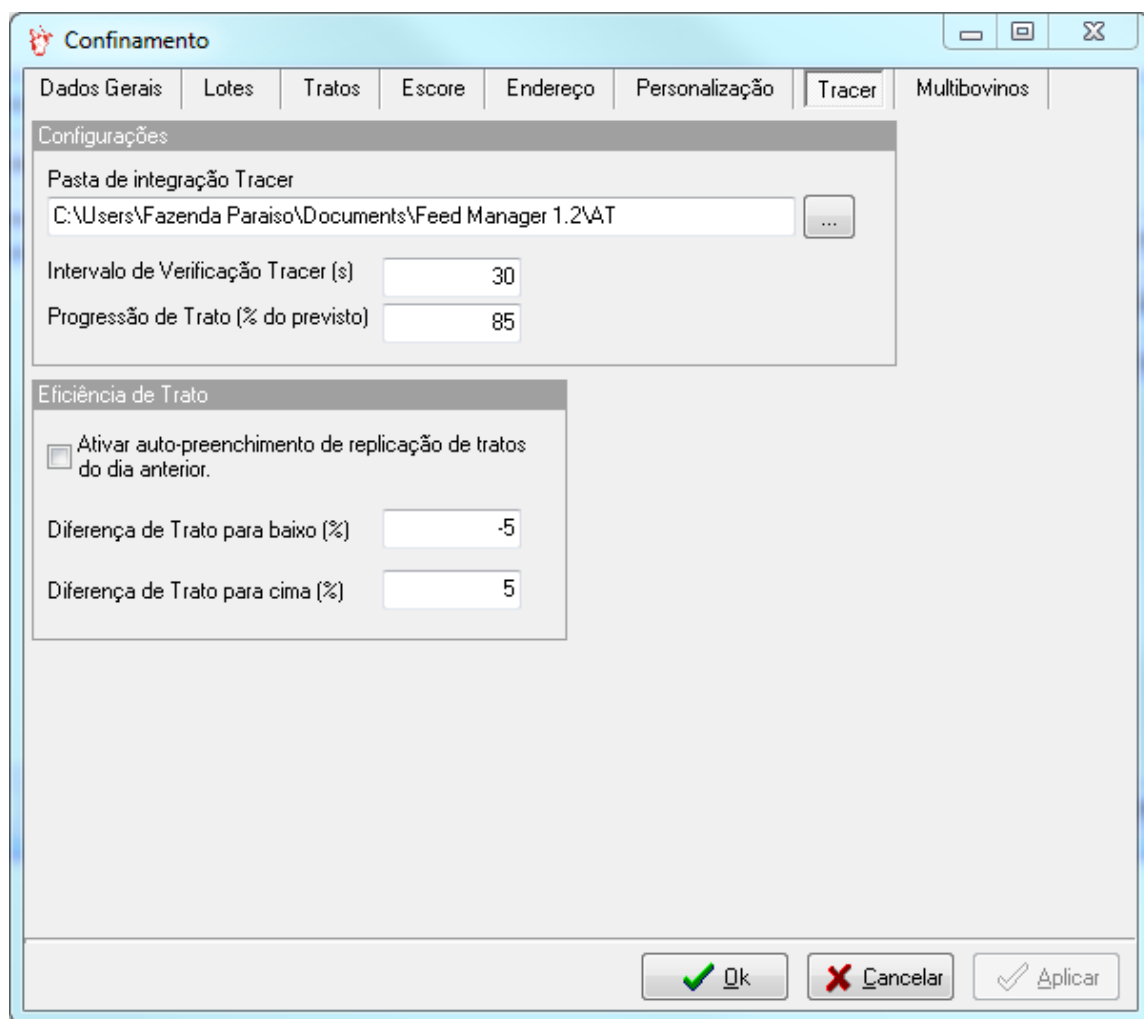 Confinamento
Dados Gerais Lotes Tratos Escore Endereço Personalização Tracer Multibovinos
Configurações
Pasta de integração Tracer
C:\Users\Fazenda Paraiso\Documents\Feed Manager 1.2\AT
...
Intervalo de Verificação Tracer (s) 30
Progressão de Trato (% do previsto) 85
Eficiência de Trato
Ativar auto-preenchimento de replicação de tratos
do dia anterior.
Diferença de Trato para baixo (%) -5
Diferença de Trato para cima (%) 5
Ok Cancelar Aplicar